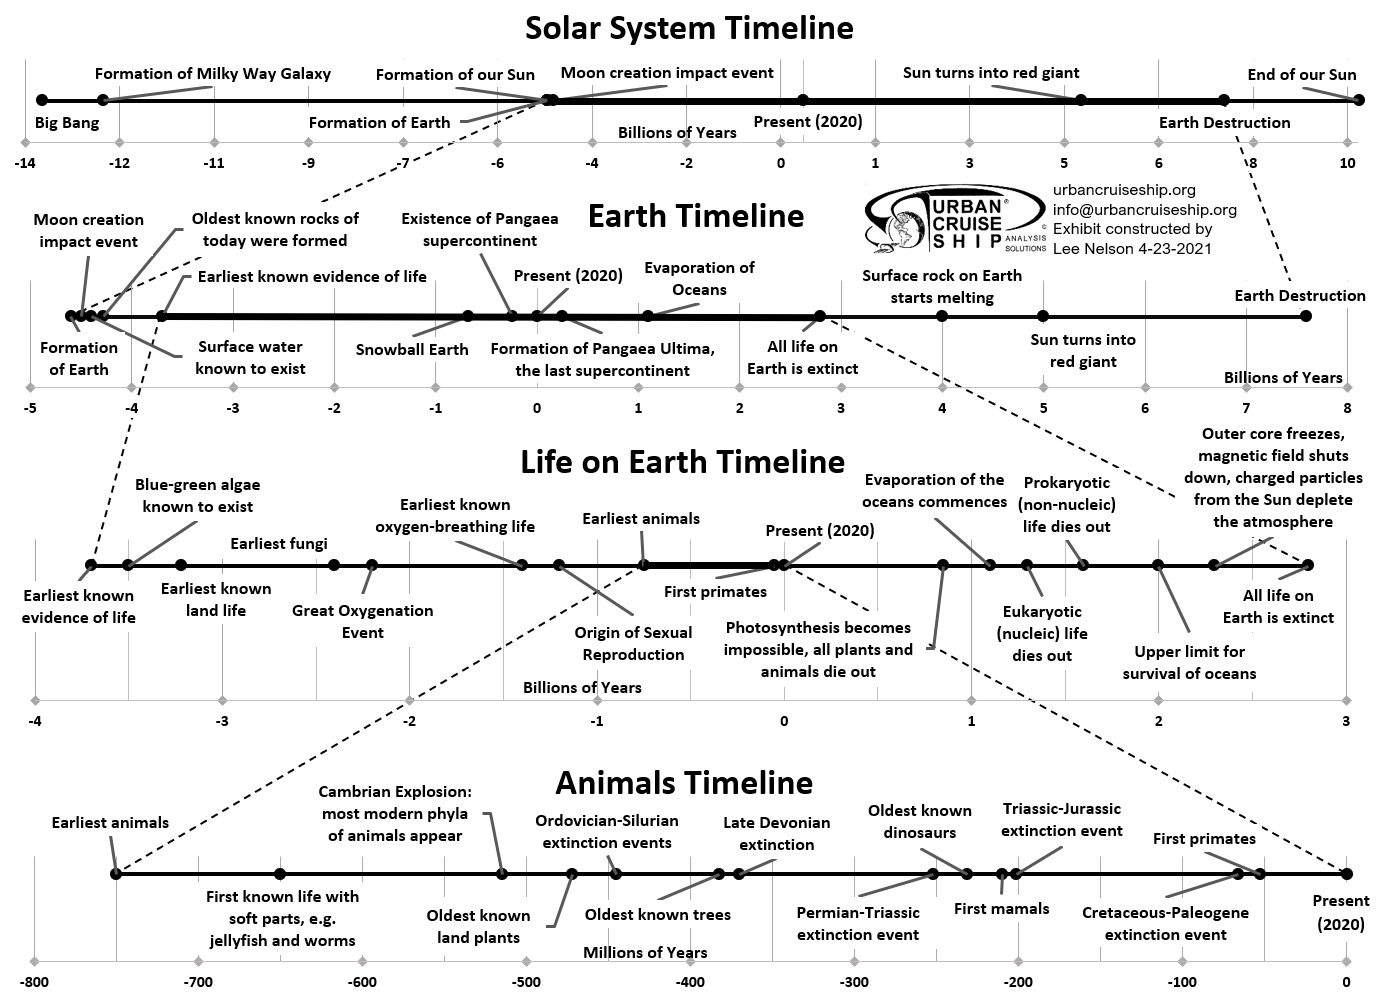 Solar System Timeline
Formation of Milky Way Galaxy
Formation of our Sun
Moon creation impact event
Sun turns into red giant
End of our Sun
Big Bang
Formation of Earth
Present (2020)
Earth Destruction
Billions of Years
-14 -12 -11 -9 -7 -6 -4 -2 0 1 3 5 6 8 10
URBAN®
CRUISE
SHIP
ANALYSIS
SOLUTIONS
©
urbancruiseship.org
info@urbancruiseship.org
Exhibit constructed by
Lee Nelson 4-23-2021
Earth Timeline
Moon creation
impact event
Oldest known rocks of
today were formed
Existence of Pangaea
supercontinent
Earliest known evidence of life
Present (2020)
Evaporation of
Oceans
Surface rock on Earth
starts melting
Earth Destruction
Formation
of Earth
Surface water
known to exist
Snowball Earth
Formation of Pangaea Ultima,
the last supercontinent
All life on
Earth is extinct
Sun turns into
red giant
Billions of Years
-5 -4 -3 -2 -1 0 1 2 3 4 5 6 7 8
Life on Earth Timeline
Blue-green algae
known to exist
Earliest fungi
Earliest known
oxygen-breathing life
Earliest animals
Present (2020)
Evaporation of the
oceans commences
Prokaryotic
(non-nucleic)
life dies out
Outer core freezes,
magnetic field shuts
down, charged particles
from the Sun deplete
the atmosphere
Earliest known
evidence of life
Earliest known
land life
Great Oxygenation
Event
Origin of Sexual
Reproduction
First primates
Photosynthesis becomes
impossible, all plants and
animals die out
Eukaryotic
(nucleic) life
dies out
Upper limit for
survival of oceans
All life on
Earth is extinct
Billions of Years
-4 -3 -2 -1 0 1 2 3
Animals Timeline
Earliest animals
Cambrian Explosion:
most modern phyla
of animals appear
Ordovician-Silurian
extinction events
Late Devonian
extinction
Oldest known
dinosaurs
Triassic-Jurassic
extinction event
First primates
First known life with
soft parts, e.g.
jellyfish and worms
Oldest known
land plants
Oldest known trees
Permian-Triassic
extinction event
First mamals
Cretaceous-Paleogene
extinction event
Present
(2020)
Millions of Years
-800 -700 -600 -500 -400 -300 -200 -100 0